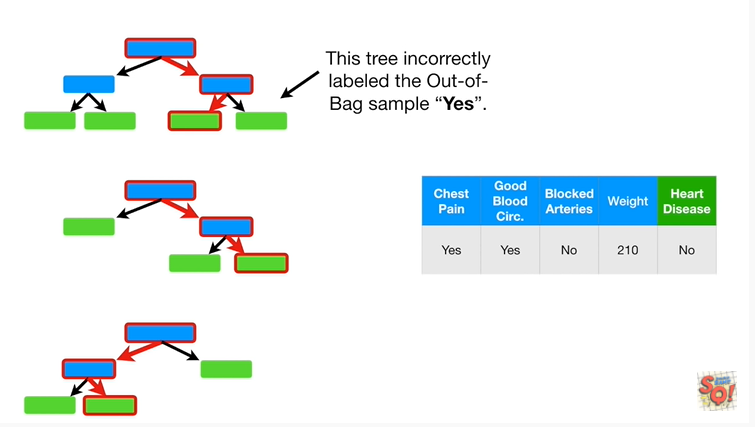 This tree incorrectly
labeled the Out-of-
Bag sample “Yes”.
Chest Pain Good Blood Circ. Blocked Arteries Weight Heart Disease
Yes Yes No 210 No
SQ!